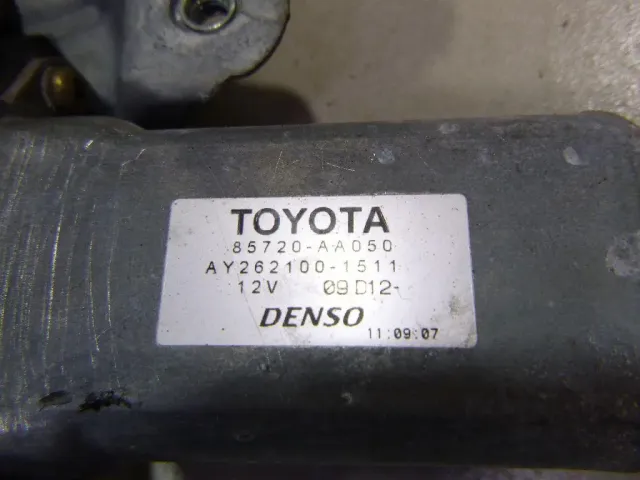 TOYOTA
85720-AA050
AY262100-1511
12V 09D12-
DENSO
11:09:07